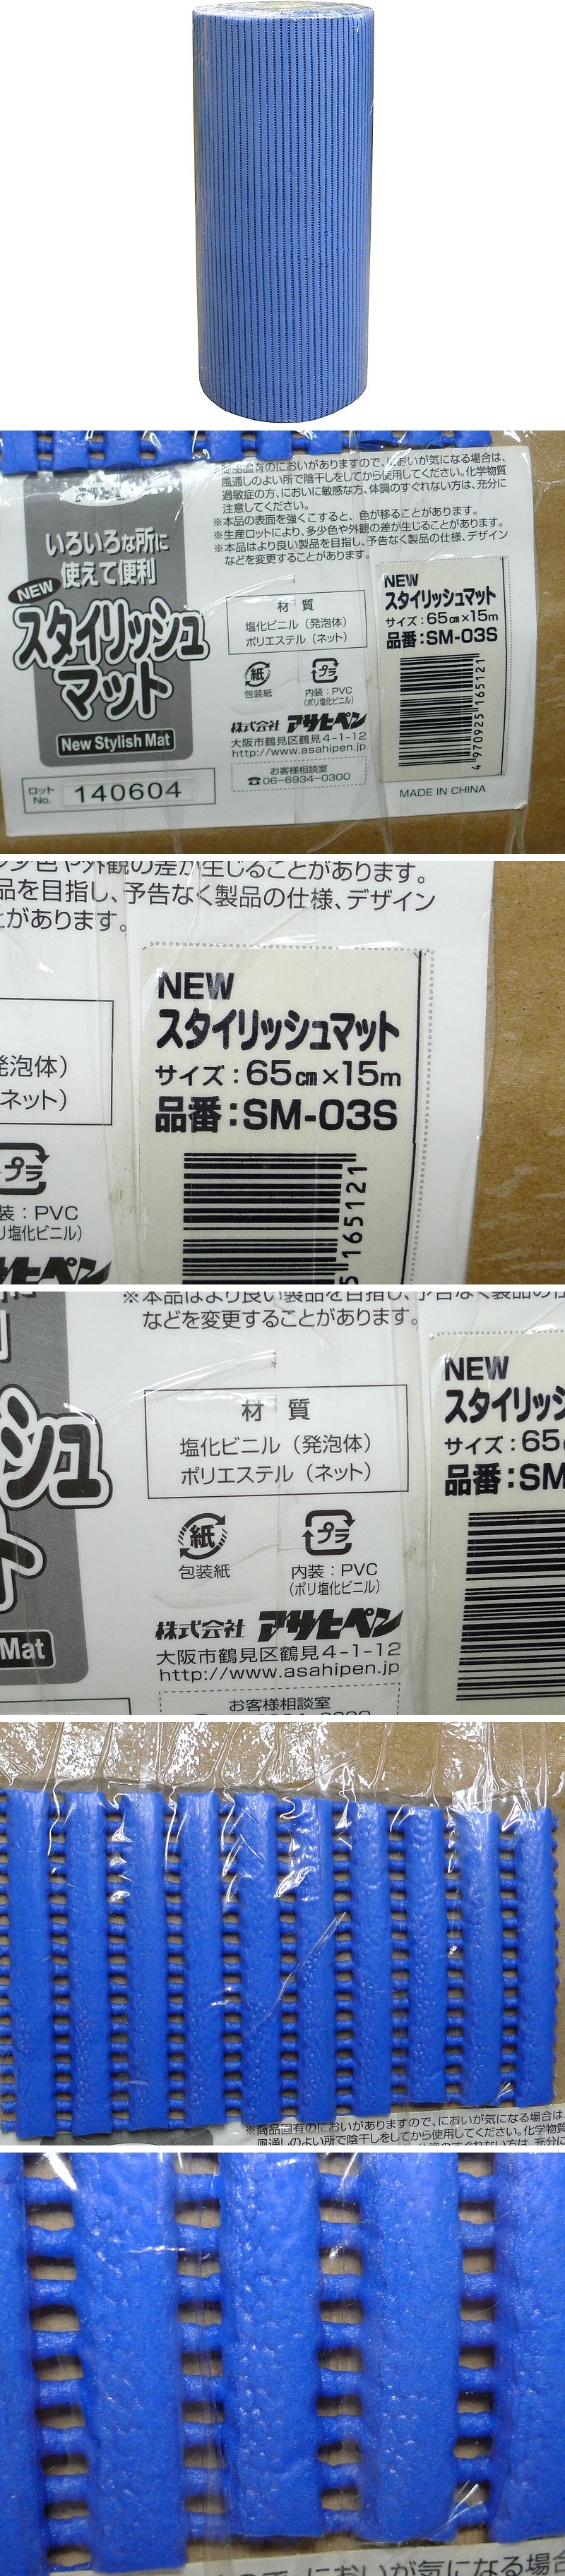 ※商品固有のにおいがありますので、においが気になる場合は、
風通しのよい所で陰干しをしてから使用してください。化学物質
過敏症の方、においに敏感な方、体調のすぐれない方は、充分に
注意してください。
※本品の表面を強くこすると、色が移ることがあります。
※生産ロットにより、多少色や外観の差が生じることがあります。
※本品はより良い製品を目指し、予告なく製品の仕様、デザイン
などを変更することがあります。
いろいろな所に
使えて便利
NEW
スタイリッシュ
マット
New Stylish Mat
ロット
No.
140604
材質
塩化ビニル（発泡体）
ポリエステル（ネット）
紙
包装紙
プラ
内装：PVC
（ポリ塩化ビニル）
株式会社 アサヒペン
大阪市鶴見区鶴見4-1-12
http://www.asahipen.jp
お客様相談室
☎06-6934-0300
NEW
スタイリッシュマット
サイズ：65㎝×15m
品番：SM-03S
4 970925 165121
MADE IN CHINA
少色や外観の差が生じることがあります。
品を目指し、予告なく製品の仕様、デザイン
とがあります。
発泡体）
ネット）
プラ
装：PVC
リ塩化ビニル）
サヒペン
NEW
スタイリッシュマット
サイズ：65㎝×15m
品番：SM-03S
5 165121
※本品はより良い製品を目指し、予告なく製品の仕
などを変更することがあります。
シュ
ト
Mat
材質
塩化ビニル（発泡体）
ポリエステル（ネット）
紙
包装紙
プラ
内装：PVC
（ポリ塩化ビニル）
株式会社 アサヒペン
大阪市鶴見区鶴見4-1-12
http://www.asahipen.jp
お客様相談室
NEW
スタイリッシ
サイズ：65
品番：SM
※商品固有のにおいがありますので、においが気になる場合は
風通しのよい所で陰干しをしてから使用してください。化学物質
ので、においが気になる場合